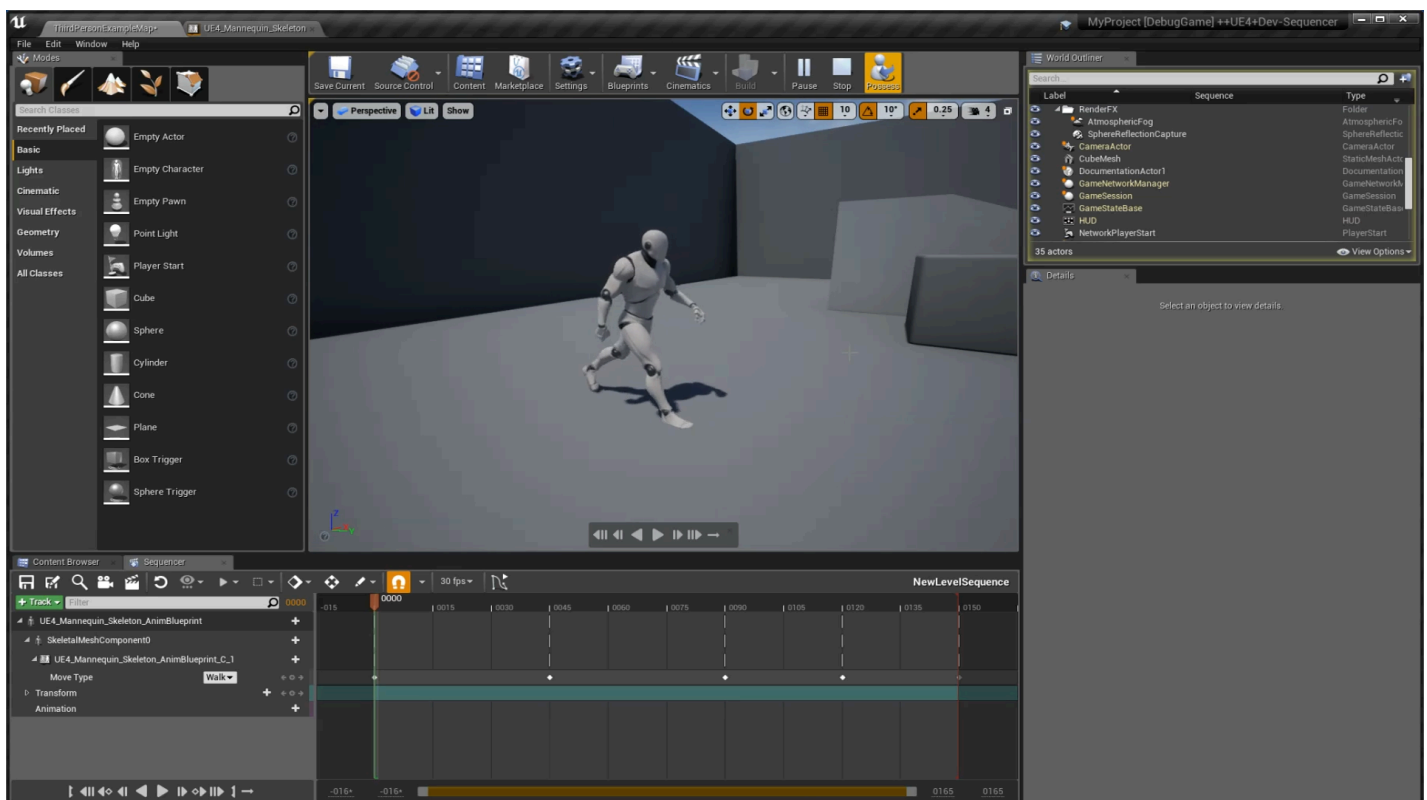 ThirdPersonExampleMap*
UE4_Mannequin_Skeleton
MyProject [DebugGame] ++UE4+Dev-Sequencer
File Edit Window Help
Modes
Save Current Source Control Content Marketplace Settings Blueprints Cinematics Build Pause Stop Possess
World Outliner
Search Classes
Search...
Label Sequence Type
Recently Placed
Basic
Lights
Cinematic
Visual Effects
Geometry
Volumes
All Classes
Empty Actor
Empty Character
Empty Pawn
Point Light
Player Start
Cube
Sphere
Cylinder
Cone
Plane
Box Trigger
Sphere Trigger
Perspective Lit Show
10 10° 0.25 4
Z
Y
RenderFX Folder
AtmosphericFog AtmosphericFo
SphereReflectionCapture SphereReflectic
CameraActor CameraActor
CubeMesh StaticMeshActo
DocumentationActor1 Documentation
GameNetworkManager GameNetworkM
GameSession GameSession
GameStateBase GameStateBas
HUD HUD
NetworkPlayerStart PlayerStart
35 actors View Options
Details
Select an object to view details.
Content Browser Sequencer
30 fps NewLevelSequence
+ Track Filter 0000
-015 0000 0015 0030 0045 0060 0075 0090 0105 0120 0135 0150
UE4_Mannequin_Skeleton_AnimBlueprint
SkeletalMeshComponent0
UE4_Mannequin_Skeleton_AnimBlueprint_C_1
Move Type Walk
Transform
Animation
-016+ -016+ 0165 0165